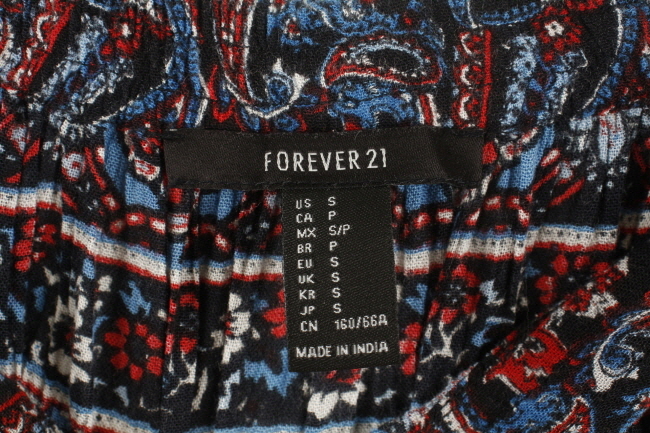 FOREVER 21
US S
CA P
MX S/P
BR P
EU S
UK S
KR S
JP S
CN 160/66A
MADE IN INDIA